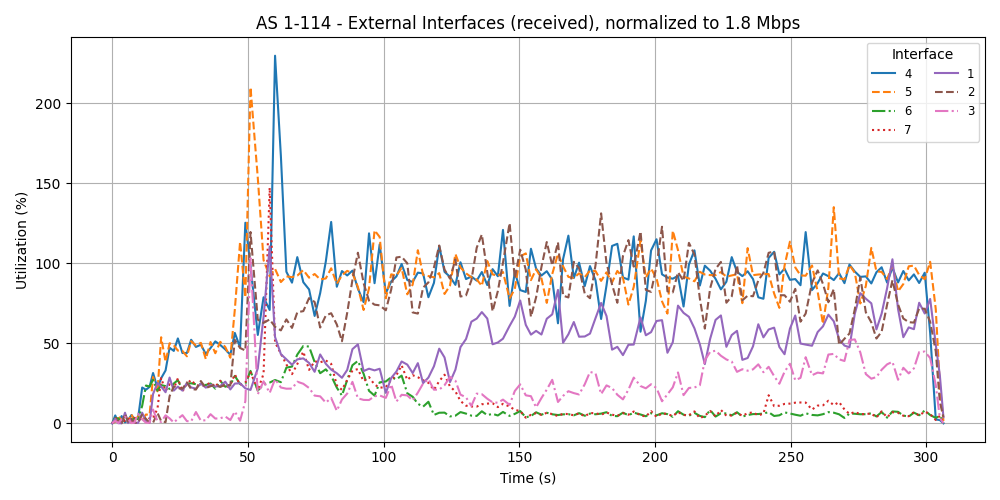 AS 1-114 - External Interfaces (received), normalized to 1.8 Mbps
Interface
4 1
5 2
6 3
7
Utilization (%)
200
150
100
50
0
0 50 100 150 200 250 300
Time (s)